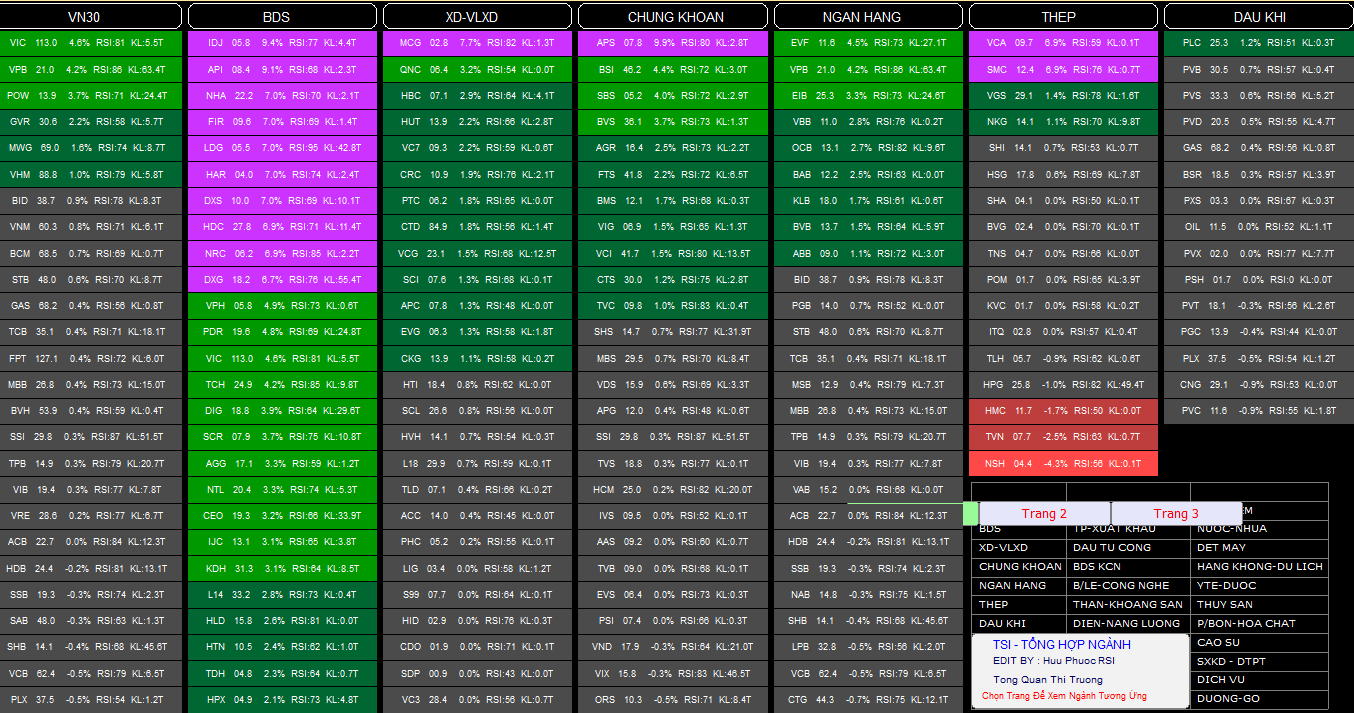 VN30
VIC 113.0 4.6% RSI:81 KL:5.5T
VPB 21.0 4.2% RSI:86 KL:63.4T
POW 13.9 3.7% RSI:71 KL:24.4T
GVR 30.6 2.2% RSI:58 KL:5.7T
MWG 69.0 1.6% RSI:74 KL:8.7T
VHM 88.8 1.0% RSI:79 KL:5.8T
BID 38.7 0.9% RSI:78 KL:8.3T
VNM 60.3 0.8% RSI:71 KL:6.1T
BCM 68.5 0.7% RSI:69 KL:0.7T
STB 48.0 0.6% RSI:70 KL:8.7T
GAS 68.2 0.4% RSI:56 KL:0.8T
TCB 35.1 0.4% RSI:71 KL:18.1T
FPT 127.1 0.4% RSI:72 KL:6.0T
MBB 26.8 0.4% RSI:73 KL:15.0T
BVH 53.9 0.4% RSI:59 KL:0.4T
SSI 29.8 0.3% RSI:87 KL:51.5T
TPB 14.9 0.3% RSI:79 KL:20.7T
VIB 19.4 0.3% RSI:77 KL:7.8T
VRE 28.6 0.2% RSI:77 KL:6.7T
ACB 22.7 0.0% RSI:84 KL:12.3T
HDB 24.4 -0.2% RSI:81 KL:13.1T
SSB 19.3 -0.3% RSI:74 KL:2.3T
SAB 48.0 -0.3% RSI:63 KL:1.3T
SHB 14.1 -0.4% RSI:68 KL:45.6T
VCB 62.4 -0.5% RSI:79 KL:6.5T
PLX 37.5 -0.5% RSI:54 KL:1.2T
BDS
IDJ 05.8 9.4% RSI:77 KL:4.4T
API 08.4 9.1% RSI:68 KL:2.3T
NHA 22.2 7.0% RSI:70 KL:2.1T
FIR 09.6 7.0% RSI:69 KL:1.4T
LDG 05.5 7.0% RSI:95 KL:42.8T
HAR 04.0 7.0% RSI:74 KL:2.4T
DXS 10.0 7.0% RSI:69 KL:10.1T
HDC 27.8 6.9% RSI:71 KL:11.4T
NRC 06.2 6.9% RSI:85 KL:2.2T
DXG 18.2 6.7% RSI:76 KL:55.4T
VPH 05.8 4.9% RSI:73 KL:0.6T
PDR 19.6 4.8% RSI:69 KL:24.8T
VIC 113.0 4.6% RSI:81 KL:5.5T
TCH 24.9 4.2% RSI:85 KL:9.8T
DIG 18.8 3.9% RSI:64 KL:29.6T
SCR 07.9 3.7% RSI:75 KL:10.8T
AGG 17.1 3.3% RSI:59 KL:1.2T
NTL 20.4 3.3% RSI:74 KL:5.3T
CEO 19.3 3.2% RSI:66 KL:33.9T
IJC 13.1 3.1% RSI:65 KL:3.8T
KDH 31.3 3.1% RSI:64 KL:8.5T
L14 33.2 2.8% RSI:73 KL:0.4T
HLD 15.8 2.6% RSI:81 KL:0.0T
HTN 10.5 2.4% RSI:62 KL:1.0T
TDH 04.8 2.3% RSI:64 KL:0.7T
HPX 04.9 2.1% RSI:73 KL:4.8T
XD-VLXD
MCG 02.8 7.7% RSI:82 KL:1.3T
QNC 06.4 3.2% RSI:54 KL:0.0T
HBC 07.1 2.9% RSI:64 KL:4.1T
HUT 13.9 2.2% RSI:66 KL:2.8T
VC7 09.3 2.2% RSI:59 KL:0.6T
CRC 10.9 1.9% RSI:76 KL:2.1T
PTC 06.2 1.8% RSI:65 KL:0.0T
CTD 84.9 1.8% RSI:56 KL:1.4T
VCG 23.1 1.5% RSI:68 KL:12.5T
SCI 07.6 1.3% RSI:68 KL:0.1T
APC 07.8 1.3% RSI:48 KL:0.0T
EVG 06.3 1.3% RSI:58 KL:1.8T
CKG 13.9 1.1% RSI:58 KL:0.2T
HTI 18.4 0.8% RSI:62 KL:0.0T
SCL 26.6 0.8% RSI:56 KL:0.0T
HVH 14.1 0.7% RSI:54 KL:0.3T
L18 29.9 0.7% RSI:59 KL:0.1T
TLD 07.1 0.4% RSI:66 KL:0.2T
ACC 14.0 0.4% RSI:45 KL:0.0T
PHC 05.2 0.2% RSI:55 KL:0.1T
LIG 03.4 0.0% RSI:58 KL:1.2T
S99 07.7 0.0% RSI:64 KL:0.1T
HID 02.9 0.0% RSI:76 KL:0.3T
CDO 01.9 0.0% RSI:71 KL:0.1T
SDP 00.9 0.0% RSI:43 KL:0.0T
VC3 28.4 0.0% RSI:56 KL:0.7T
CHUNG KHOAN
APS 07.8 9.9% RSI:80 KL:2.8T
BSI 46.2 4.4% RSI:72 KL:3.0T
SBS 05.2 4.0% RSI:72 KL:2.9T
BVS 36.1 3.7% RSI:73 KL:1.3T
AGR 16.4 2.5% RSI:73 KL:2.2T
FTS 41.8 2.2% RSI:72 KL:6.5T
BMS 12.1 1.7% RSI:68 KL:0.3T
VIG 06.9 1.5% RSI:65 KL:1.3T
VCI 41.7 1.5% RSI:80 KL:13.5T
CTS 30.0 1.2% RSI:75 KL:2.8T
TVC 09.8 1.0% RSI:83 KL:0.4T
SHS 14.7 0.7% RSI:77 KL:31.9T
MBS 29.5 0.7% RSI:70 KL:8.4T
VDS 15.9 0.6% RSI:69 KL:3.3T
APG 12.0 0.4% RSI:48 KL:0.6T
SSI 29.8 0.3% RSI:87 KL:51.5T
TVS 18.8 0.3% RSI:77 KL:0.1T
HCM 25.0 0.2% RSI:82 KL:20.0T
IVS 09.5 0.0% RSI:52 KL:0.1T
AAS 09.2 0.0% RSI:60 KL:0.7T
TVB 09.0 0.0% RSI:68 KL:0.1T
EVS 06.4 0.0% RSI:73 KL:0.3T
PSI 07.4 0.0% RSI:66 KL:0.3T
VND 17.9 -0.3% RSI:64 KL:21.0T
VIX 15.8 -0.3% RSI:83 KL:46.5T
ORS 10.3 -0.5% RSI:71 KL:8.4T
NGAN HANG
EVF 11.6 4.5% RSI:73 KL:27.1T
VPB 21.0 4.2% RSI:86 KL:63.4T
EIB 25.3 3.3% RSI:73 KL:24.6T
VBB 11.0 2.8% RSI:76 KL:0.2T
OCB 13.1 2.7% RSI:82 KL:9.6T
BAB 12.2 2.5% RSI:63 KL:0.0T
KLB 18.0 1.7% RSI:61 KL:0.6T
BVB 13.7 1.5% RSI:64 KL:5.9T
ABB 09.0 1.1% RSI:72 KL:3.0T
BID 38.7 0.9% RSI:78 KL:8.3T
PGB 14.0 0.7% RSI:52 KL:0.0T
STB 48.0 0.6% RSI:70 KL:8.7T
TCB 35.1 0.4% RSI:71 KL:18.1T
MSB 12.9 0.4% RSI:79 KL:7.3T
MBB 26.8 0.4% RSI:73 KL:15.0T
TPB 14.9 0.3% RSI:79 KL:20.7T
VIB 19.4 0.3% RSI:77 KL:7.8T
VAB 15.2 0.0% RSI:68 KL:0.0T
ACB 22.7 0.0% RSI:84 KL:12.3T
HDB 24.4 -0.2% RSI:81 KL:13.1T
SSB 19.3 -0.3% RSI:74 KL:2.3T
NAB 14.8 -0.3% RSI:75 KL:1.5T
SHB 14.1 -0.4% RSI:68 KL:45.6T
LPB 32.8 -0.5% RSI:56 KL:2.0T
VCB 62.4 -0.5% RSI:79 KL:6.5T
CTG 44.3 -0.7% RSI:75 KL:12.1T
THEP
VCA 09.7 6.9% RSI:59 KL:0.1T
SMC 12.4 6.9% RSI:76 KL:0.7T
VGS 29.1 1.4% RSI:78 KL:1.6T
NKG 14.1 1.1% RSI:70 KL:9.8T
SHI 14.1 0.7% RSI:53 KL:0.7T
HSG 17.8 0.6% RSI:69 KL:7.8T
SHA 04.1 0.0% RSI:50 KL:0.1T
BVG 02.4 0.0% RSI:70 KL:0.1T
TNS 04.7 0.0% RSI:66 KL:0.0T
POM 01.7 0.0% RSI:65 KL:3.9T
KVC 01.7 0.0% RSI:58 KL:0.2T
ITQ 02.8 0.0% RSI:57 KL:0.4T
TLH 05.7 -0.9% RSI:62 KL:0.6T
HPG 25.8 -1.0% RSI:82 KL:49.4T
HMC 11.7 -1.7% RSI:50 KL:0.0T
TVN 07.7 -2.5% RSI:63 KL:0.7T
NSH 04.4 -4.3% RSI:56 KL:0.1T
DAU KHI
PLC 25.3 1.2% RSI:51 KL:0.3T
PVB 30.5 0.7% RSI:57 KL:0.4T
PVS 33.3 0.6% RSI:56 KL:5.2T
PVD 20.5 0.5% RSI:55 KL:4.7T
GAS 68.2 0.4% RSI:56 KL:0.8T
BSR 18.5 0.3% RSI:57 KL:3.9T
PXS 03.3 0.0% RSI:67 KL:0.3T
OIL 11.5 0.0% RSI:52 KL:1.1T
PVX 02.0 0.0% RSI:77 KL:7.7T
PSH 01.7 0.0% RSI:0 KL:0.0T
PVT 18.1 -0.3% RSI:56 KL:2.6T
PGC 13.9 -0.4% RSI:44 KL:0.0T
PLX 37.5 -0.5% RSI:54 KL:1.2T
CNG 29.1 -0.9% RSI:53 KL:0.0T
PVC 11.6 -0.9% RSI:55 KL:1.8T
Trang 2 Trang 3
BDS TP-XUAT KHAU NUOC-NHUA
XD-VLXD DAU TU CONG DET MAY
CHUNG KHOAN BDS KCN HANG KHONG-DU LICH
NGAN HANG B/LE-CONG NGHE YTE-DUOC
THEP THAN-KHOANG SAN THUY SAN
DAU KHI DIEN-NANG LUONG P/BON-HOA CHAT
CAO SU
SXKD - DTPT
DICH VU
DUONG-GO
TSI - TỔNG HỢP NGÀNH
EDIT BY : Huu Phuoc RSI
Tong Quan Thi Truong
Chọn Trang Để Xem Ngành Tương Ứng